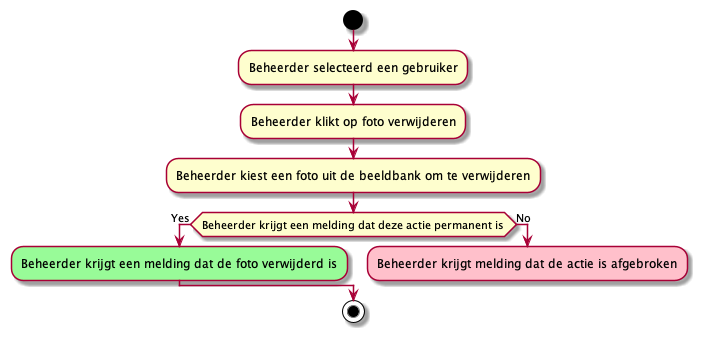 Beheerder selecteerd een gebruiker
Beheerder klikt op foto verwijderen
Beheerder kiest een foto uit de beeldbank om te verwijderen
Yes
Beheerder krijgt een melding dat deze actie permanent is
No
Beheerder krijgt een melding dat de foto verwijderd is
Beheerder krijgt melding dat de actie is afgebroken